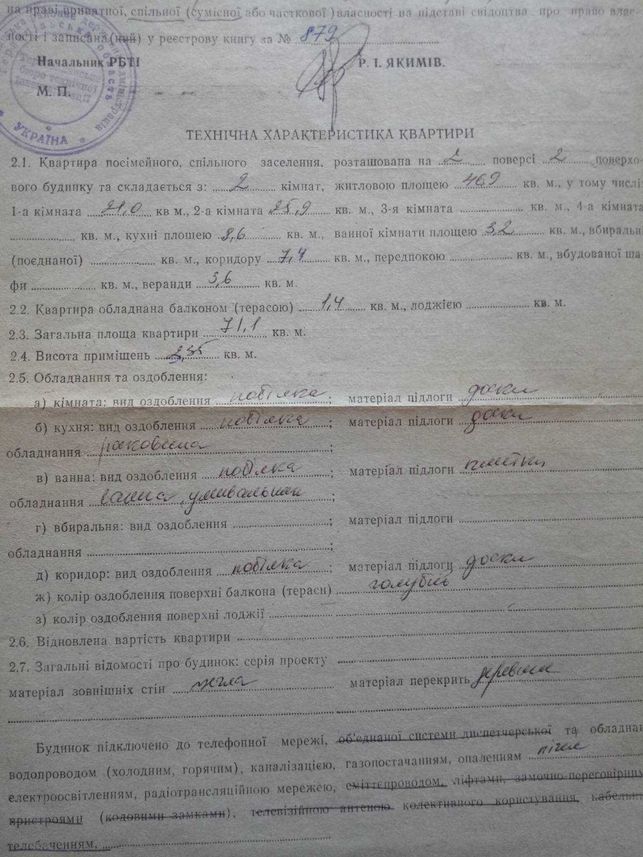 на праві приватної, спільної (сумісної або часткової) власності на підставі свідоцтва про право влас-
ності і записана(ний) у реєстрову книгу за № 879
Начальник РБТІ Р. І. ЯКИМІВ.
М. П.
УКРАЇНА
ТЕХНІЧНА ХАРАКТЕРИСТИКА КВАРТИРИ
2.1. Квартира посімейного, спільного заселення, розташована на 2 поверсі 2 поверхо-
вого будинку та складається з: 2 кімнат, житловою площею 46,9 кв. м., у тому числі:
1-а кімната 21,0 кв м., 2-а кімната 25,9 кв. м., 3-я кімната кв. м., 4-а кімната
кв. м., кухні площею 8,6 кв. м., ванної кімнати площею 3,2 кв. м., вбиральн
(поєднаної) кв. м., коридору 7,4 кв. м., передпокою кв. м., вбудованої ша
фи кв. м., веранди 3,6 кв. м.
2.2. Квартира обладнана балконом (терасою) 1,4 кв. м., лоджією кв. м.
2.3. Загальна площа квартири 71,1 кв. м.
2.4. Висота приміщень кв. м.
2.5. Обладнання та оздоблення:
а) кімната: вид оздоблення побілка; матеріал підлоги доски
б) кухня: вид оздоблення побілка; матеріал підлоги доски
обладнання раковина
в) ванна: вид оздоблення побілка; матеріал підлоги плитки
обладнання ванна, умивальник;
г) вбиральня: вид оздоблення ; матеріал підлоги
обладнання ;
д) коридор: вид оздоблення побілка; матеріал підлоги доски
ж) колір оздоблення поверхні балкона (тераси) голубий
з) колір оздоблення поверхні лоджії
2.6. Відновлена вартість квартири
2.7. Загальні відомості про будинок: серія проекту
матеріал зовнішніх стін цегла матеріал перекрить деревяні
Будинок підключено до телефонної мережі, об'єднаної системи диспетчерської та обладнан
водопроводом (холодним, горячим), каналізацією, газопостачанням, опаленням пічне
електроосвітленням, радіотрансляційною мережею, сміттєпроводом, ліфтами, замочно-переговорним
пристроями (кодовими замками), телевізійною антеною колективного користування, кабельн
телебаченням,